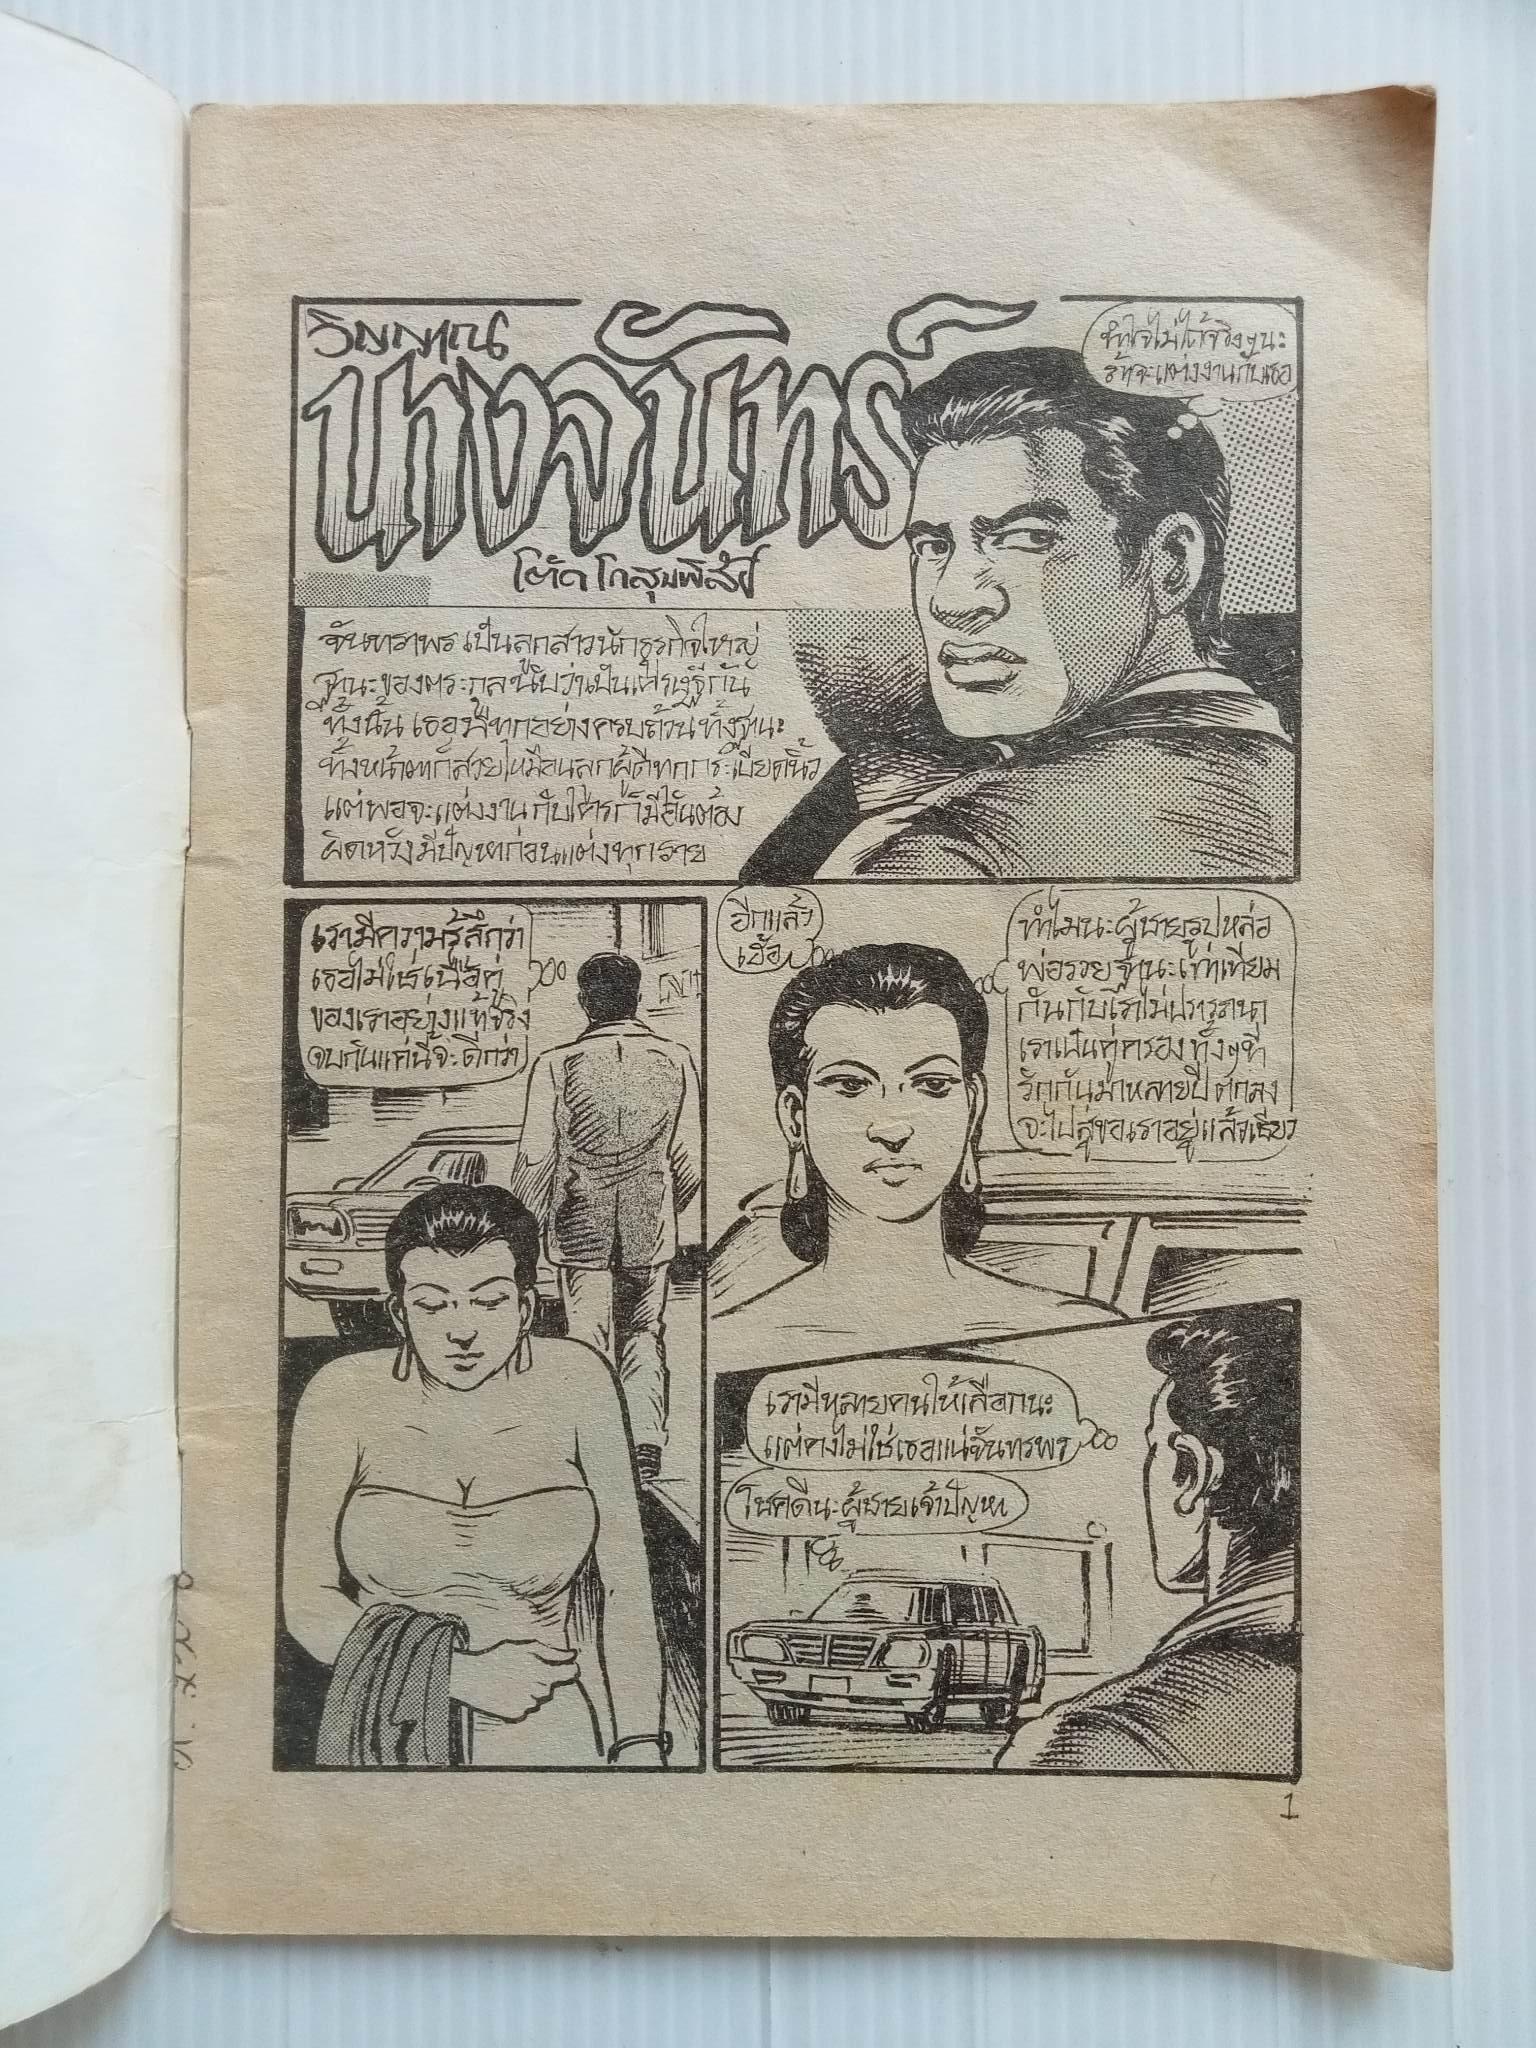 วิญญาณ
นางจันทร์
โต้ด โกสุมพิสัย
ทำใจไม่ได้จริงๆนะ
ถ้าจะแต่งงานกับเธอ
จันทราพร เป็นลูกสาวนักธุรกิจใหญ่
ฐานะของตระกูลนับว่าเป็นเศรษฐีกัน
ทั้งนั้น เธอมีทุกอย่างครบถ้วนทั้งฐานะ
ทั้งหน้าตาก็สวยเหมือนลูกผู้ดีทุกกระเบียดนิ้ว
แต่พอจะแต่งงานกับใครก็มีอันต้อง
ผิดหวังมีปัญหาก่อนแต่งทุกราย
เรามีความรู้สึกว่า
เธอไม่ใช่เนื้อคู่
ของเราอย่างแท้จริง
จบกันแค่นี้จะดีกว่า
อีกแล้ว
เฮ้อ
ทำไมนะผู้ชายรูปหล่อ
พ่อรวย ฐานะเท่าเทียม
กันกับเราไม่ปรารถนา
เราเป็นคู่ครอง ทั้งๆที่
รักกันมาหลายปี ตกลง
จะไปสู่ขอเราอยู่แล้วเชียว
เรามีหลายคนให้เลือกนะ
แต่คงไม่ใช่เธอแน่จันทราพร
โชคดีนะผู้ชายเจ้าปัญหา
1